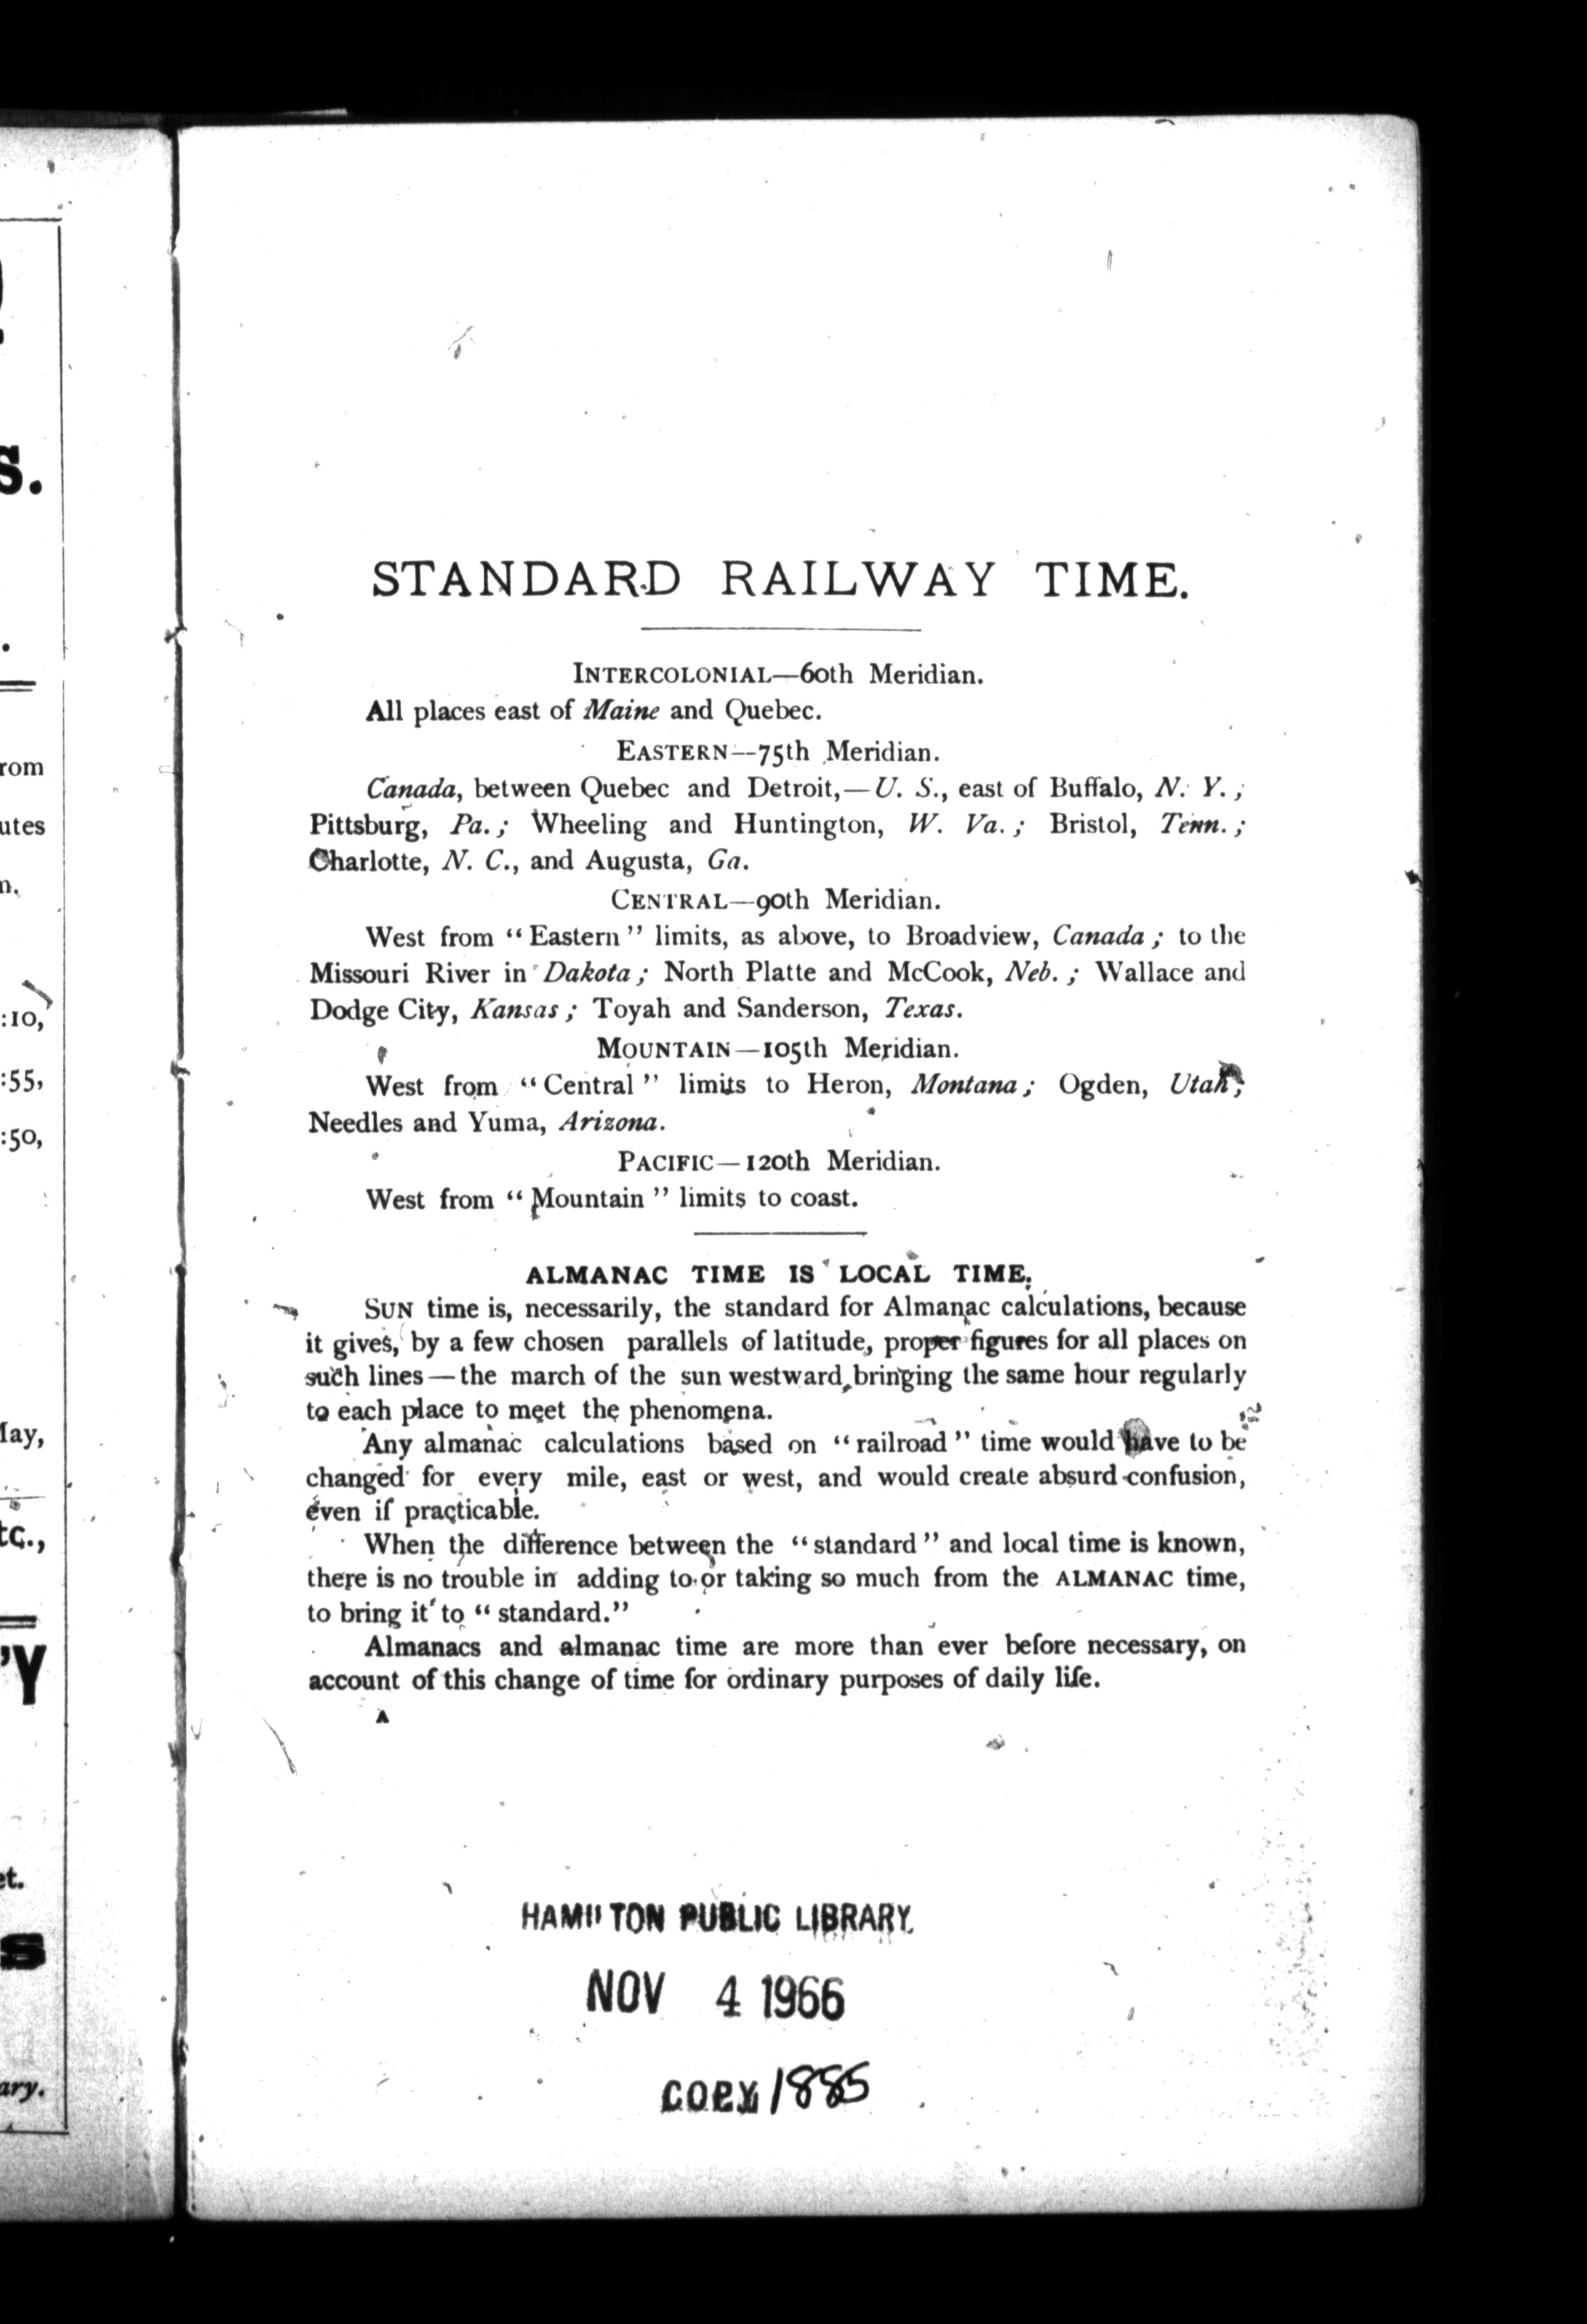 s.
rom
utes
n.
:10,
:55,
:50,
tc.,
'Y
et.
s
ary.
STANDARD RAILWAY TIME.
INTERCOLONIAL—60th Meridian.
All places east of Maine and Quebec.
EASTERN—75th Meridian.
Canada, between Quebec and Detroit,—U. S., east of Buffalo, N. Y. ;
Pittsburg, Pa. ; Wheeling and Huntington, W. Va. ; Bristol, Tenn. ;
Charlotte, N. C., and Augusta, Ga.
CENTRAL—90th Meridian.
West from “Eastern” limits, as above, to Broadview, Canada ; to the
Missouri River in Dakota ; North Platte and McCook, Neb. ; Wallace and
Dodge City, Kansas ; Toyah and Sanderson, Texas.
MOUNTAIN—105th Meridian.
West from “Central” limits to Heron, Montana ; Ogden, Utah ;
Needles and Yuma, Arizona.
PACIFIC—120th Meridian.
West from “Mountain” limits to coast.
ALMANAC TIME IS LOCAL TIME.
SUN time is, necessarily, the standard for Almanac calculations, because
it gives, by a few chosen parallels of latitude, proper figures for all places on
such lines—the march of the sun westward, bringing the same hour regularly
to each place to meet the phenomena.
Any almanac calculations based on “railroad” time would have to be
changed for every mile, east or west, and would create absurd confusion,
even if practicable.
When the difference between the “standard” and local time is known,
there is no trouble in adding to or taking so much from the ALMANAC time,
to bring it to “standard.”
Almanacs and almanac time are more than ever before necessary, on
account of this change of time for ordinary purposes of daily life.
A
HAMILTON PUBLIC LIBRARY.
NOV 4 1966
COPY 1885